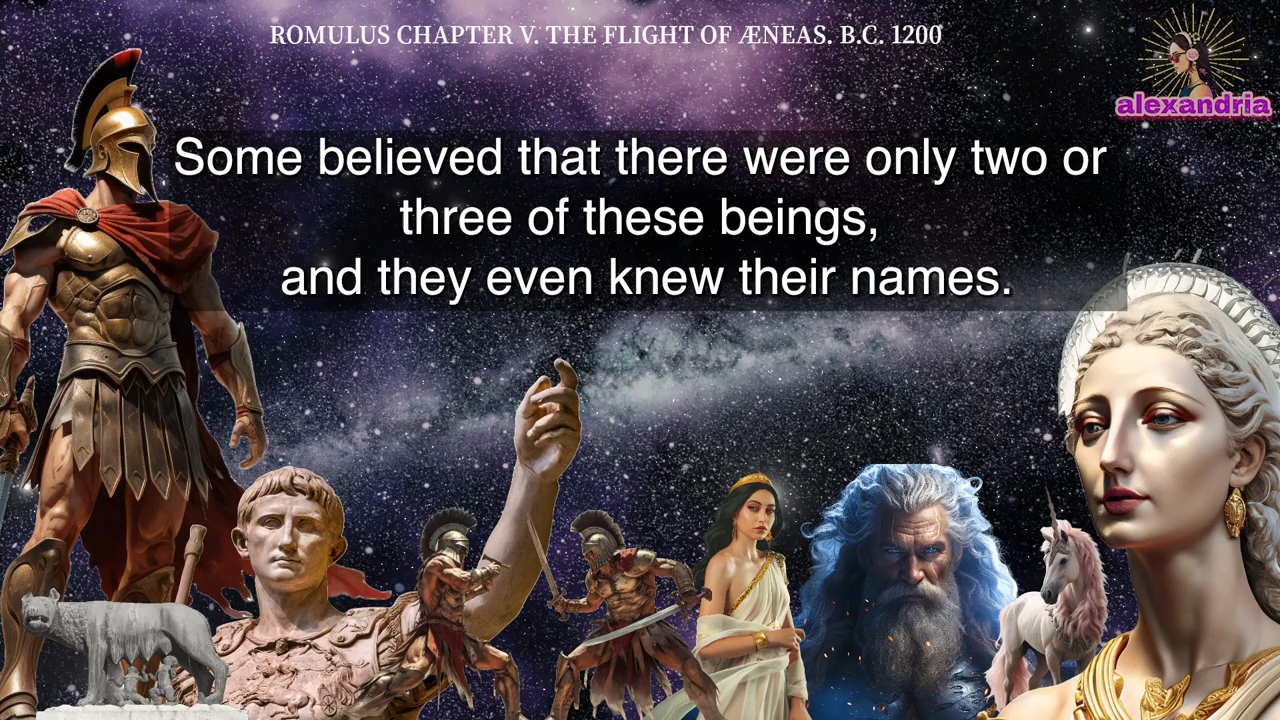 ROMULUS CHAPTER V. THE FLIGHT OF ÆNEAS. B.C. 1200
alexandria
Some believed that there were only two or
three of these beings,
and they even knew their names.